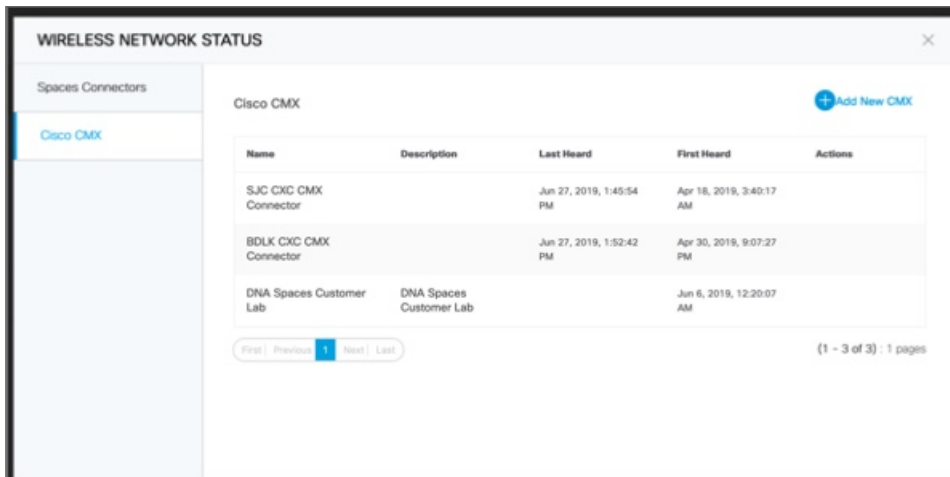 WIRELESS NETWORK STATUS
Spaces Connectors
Cisco CMX
Cisco CMX
Add New CMX
Name Description Last Heard First Heard Actions
SJC CXC CMX Jun 27, 2019, 1:45:54 Apr 18, 2019, 3:40:17
Connector PM AM
BDLK CXC CMX Jun 27, 2019, 1:52:42 Apr 30, 2019, 9:07:27
Connector PM PM
DNA Spaces Customer DNA Spaces Jun 6, 2019, 12:20:07
Lab Customer Lab AM
First Previous 1 Next Last (1 - 3 of 3) : 1 pages